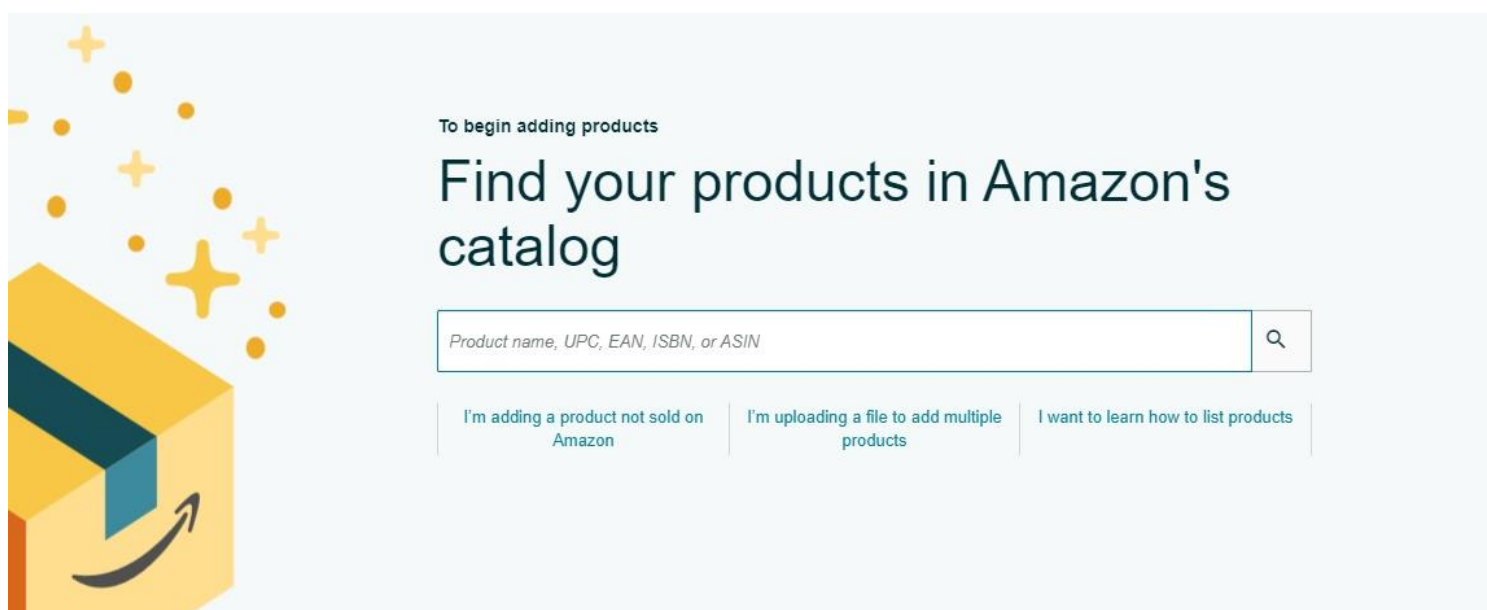 To begin adding products
Find your products in Amazon's
catalog
Product name, UPC, EAN, ISBN, or ASIN
I'm adding a product not sold on
Amazon
I'm uploading a file to add multiple
products
I want to learn how to list products